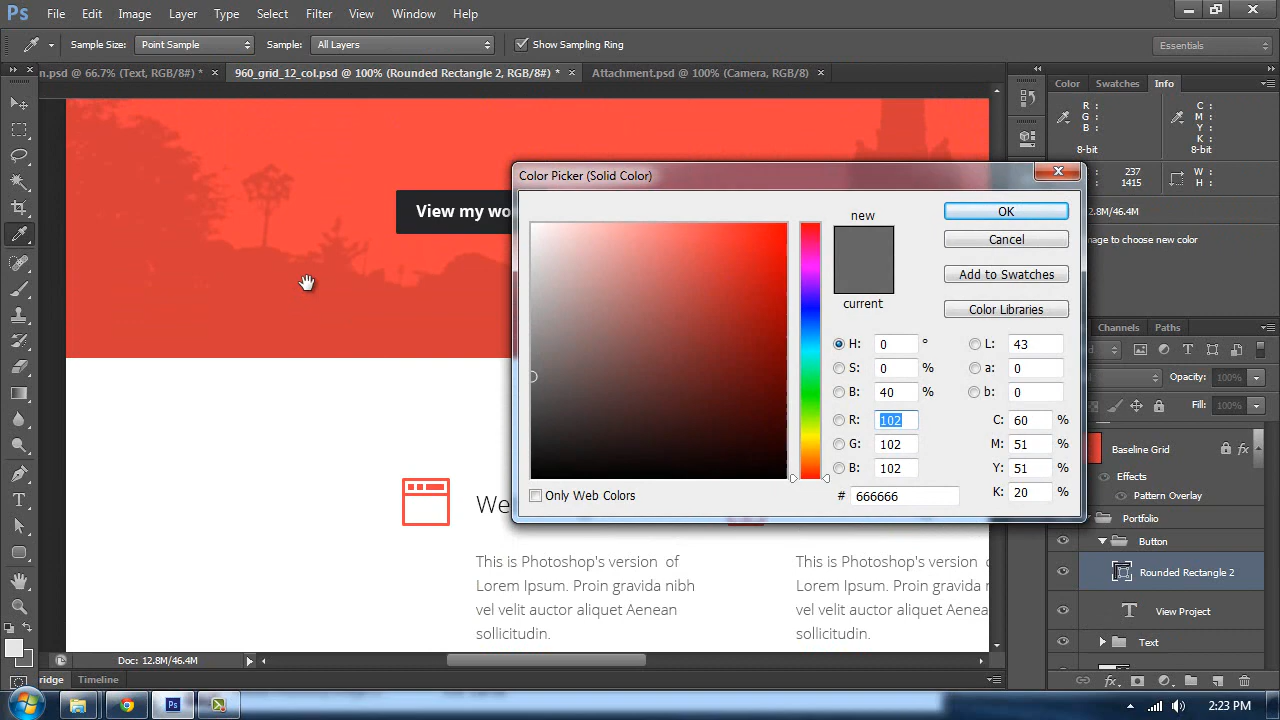 Ps File Edit Image Layer Type Select Filter View Window Help
Sample Size: Point Sample Sample: All Layers Show Sampling Ring Essentials
n.psd @ 66.7% (Text, RGB/8#) * × 960_grid_12_col.psd @ 100% (Rounded Rectangle 2, RGB/8#) * × Attachment.psd @ 100% (Camera, RGB/8) ×
Color Swatches Info
R :
G :
B :
8-bit
C :
M :
Y :
K :
8-bit
237
1415
W :
H :
12.8M/46.4M
mage to choose new color
View my wo
Color Picker (Solid Color)
new
current
OK
Cancel
Add to Swatches
Color Libraries
H: 0 °
S: 0 %
B: 40 %
R: 102
G: 102
B: 102
L: 43
a: 0
b: 0
C: 60 %
M: 51 %
Y: 51 %
K: 20 %
# 666666
Only Web Colors
Channels Paths
Opacity: 100%
Fill: 100%
Baseline Grid fx
Effects
Pattern Overlay
Portfolio
Button
Rounded Rectangle 2
View Project
Text
We
This is Photoshop's version of
Lorem Ipsum. Proin gravida nibh
vel velit auctor aliquet Aenean
sollicitudin.
This is Photoshop's version
Lorem Ipsum. Proin gravida n
vel velit auctor aliquet Aenea
sollicitudin.
Doc: 12.8M/46.4M
ridge Timeline
fx
Ps
2:23 PM